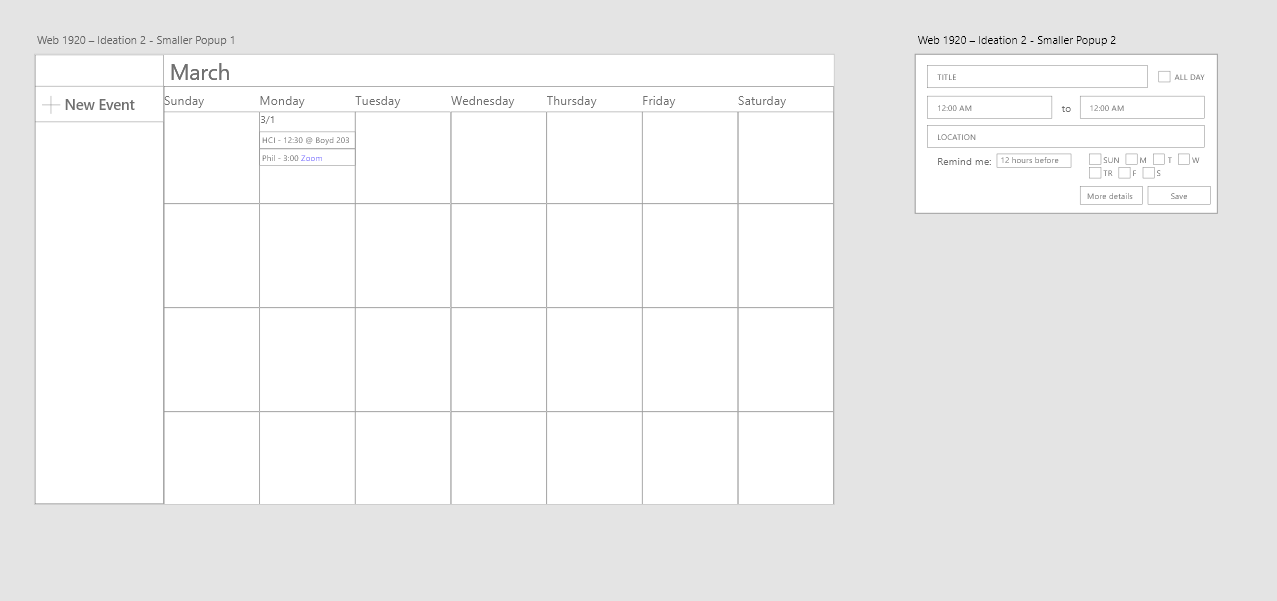 Web 1920 – Ideation 2 - Smaller Popup 1
March
New Event
Sunday Monday Tuesday Wednesday Thursday Friday Saturday
3/1
HCI - 12:30 @ Boyd 203
Phil - 3:00 Zoom
Web 1920 – Ideation 2 - Smaller Popup 2
TITLE ALL DAY
12:00 AM to 12:00 AM
LOCATION
Remind me: 12 hours before SUN M T W
TR F S
More details Save